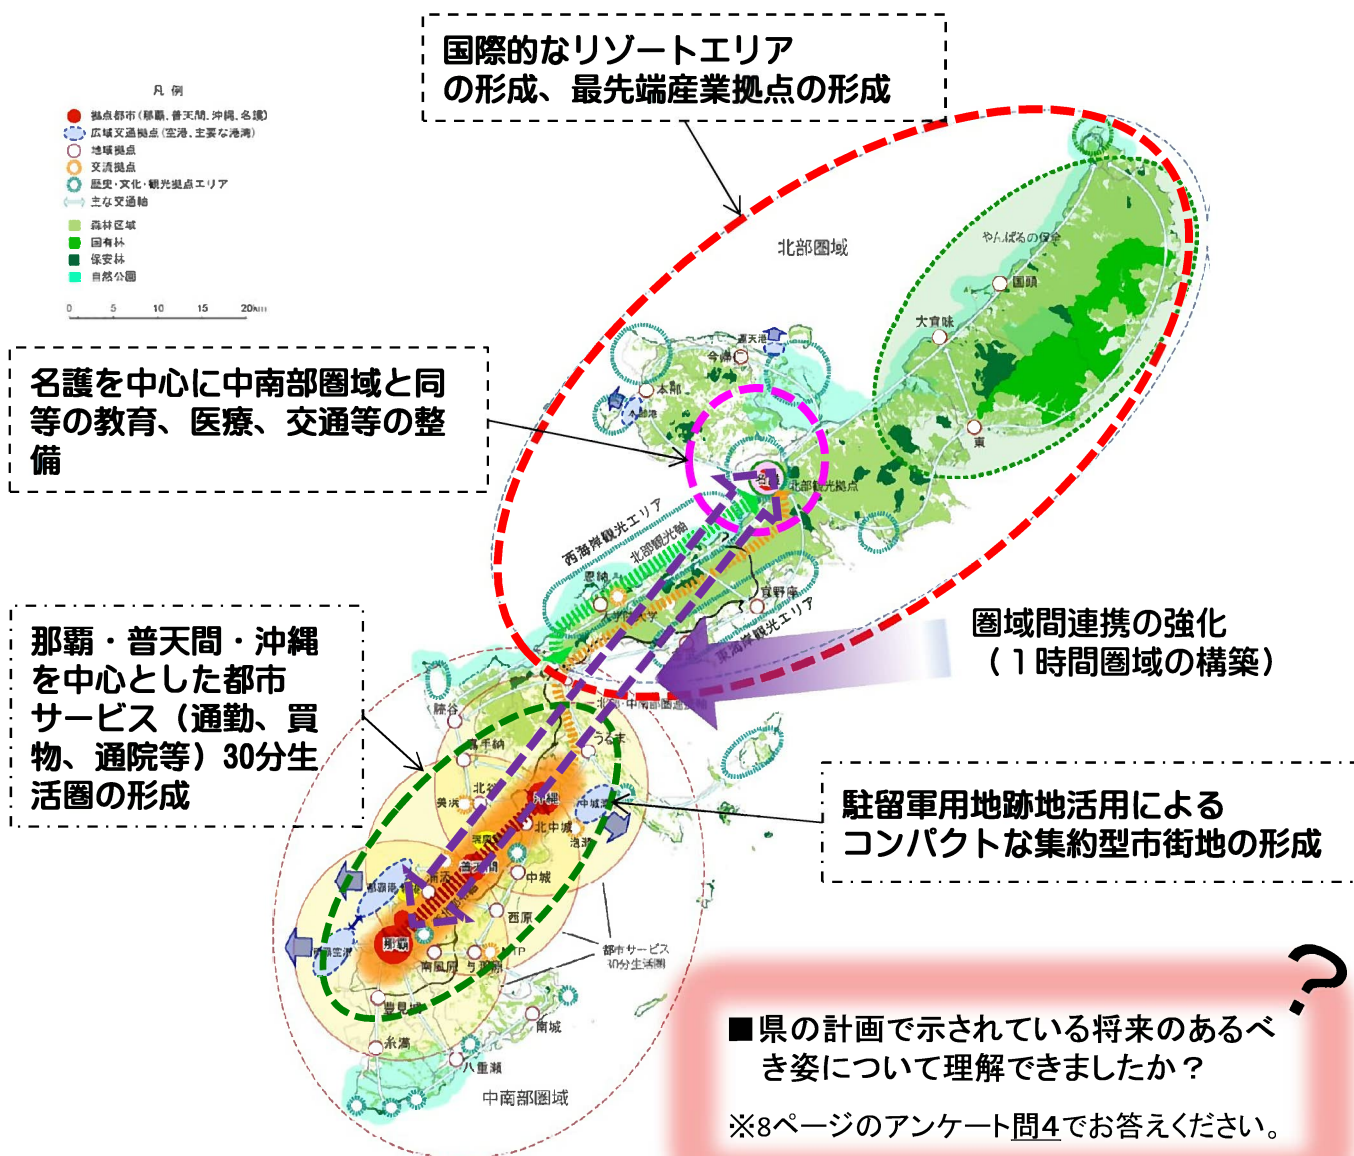 国際的なリゾートエリア
の形成、最先端産業拠点の形成
凡例
拠点都市(那覇、普天間、沖縄、名護)
広域交通拠点(空港、主要な港湾)
地域拠点
交流拠点
歴史・文化・観光拠点エリア
主な交通軸
森林区域
国有林
保安林
自然公園
0 5 10 15 20km
北部圏域
やんばるの保全
国頭
大宜味
運天港
今帰仁
本部
東
名護を中心に中南部圏域と同
等の教育、医療、交通等の整
備
名護
北部観光拠点
西海岸観光エリア
北部観光軸
恩納
大学院大学
宜野座
東海岸観光エリア
圏域間連携の強化
(1時間圏域の構築)
那覇・普天間・沖縄
を中心とした都市
サービス(通勤、買
物、通院等)30分生
活圏の形成
読谷
うるま
嘉手納
北谷
美浜
沖縄
中城湾
北中城
泡瀬
普天間
中城
駐留軍用地跡地活用による
コンパクトな集約型市街地の形成
西原
那覇
那覇空港
南風原
与那原
都市サービス
30分生活圏
豊見城
南城
糸満
八重瀬
中南部圏域
?
■県の計画で示されている将来のあるべ
き姿について理解できましたか?
※8ページのアンケート問4でお答えください。